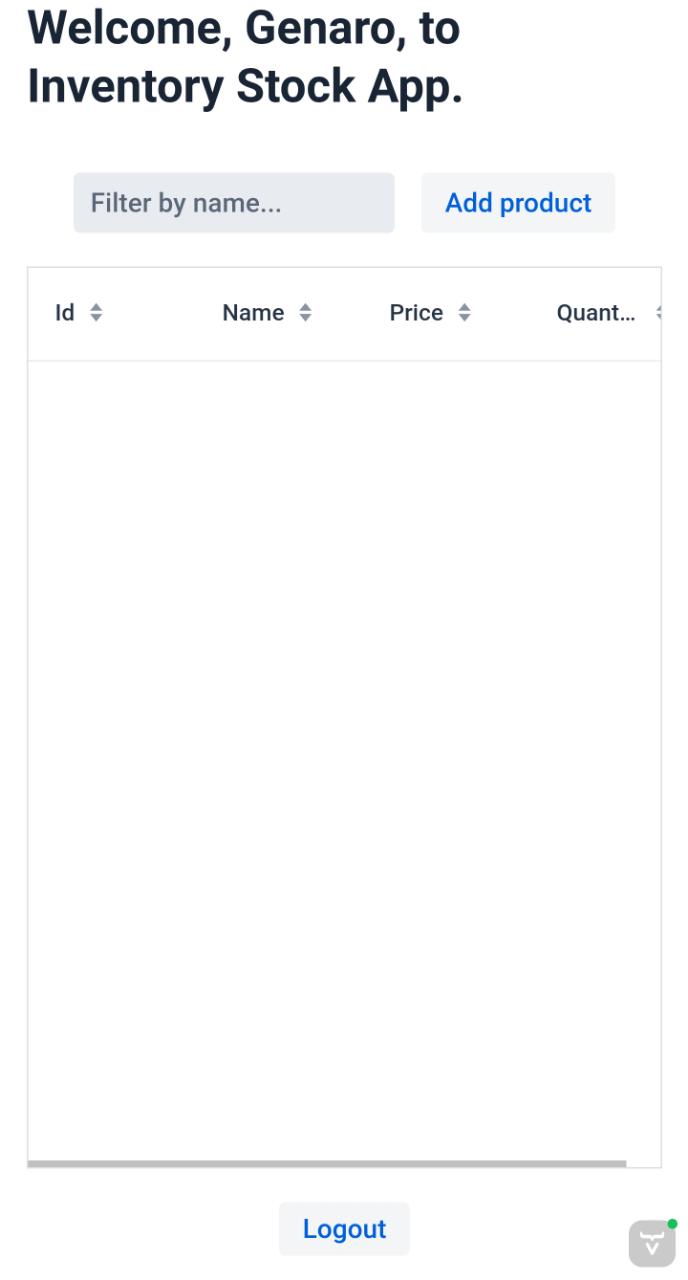 Welcome, Genaro, to
Inventory Stock App.
Filter by name...
Add product
Id
Name
Price
Quant...
Logout